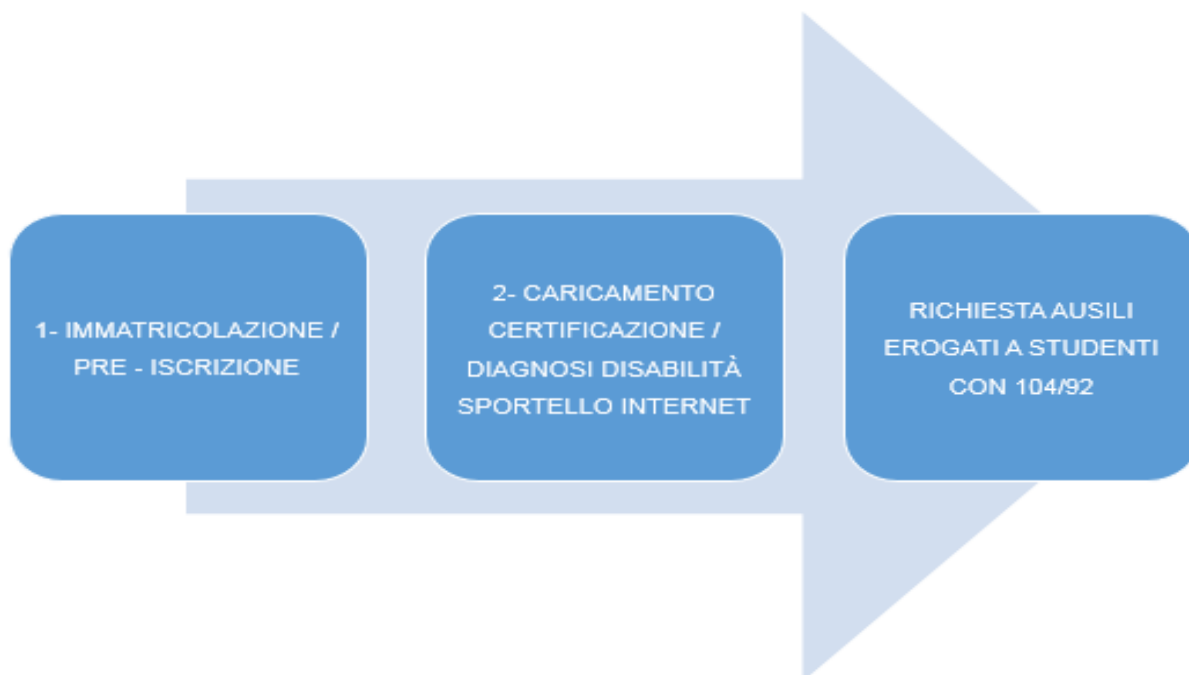 1- IMMATRICOLAZIONE /
PRE - ISCRIZIONE
2- CARICAMENTO
CERTIFICAZIONE /
DIAGNOSI DISABILITÀ
SPORTELLO INTERNET
RICHIESTA AUSILI
EROGATI A STUDENTI
CON 104/92